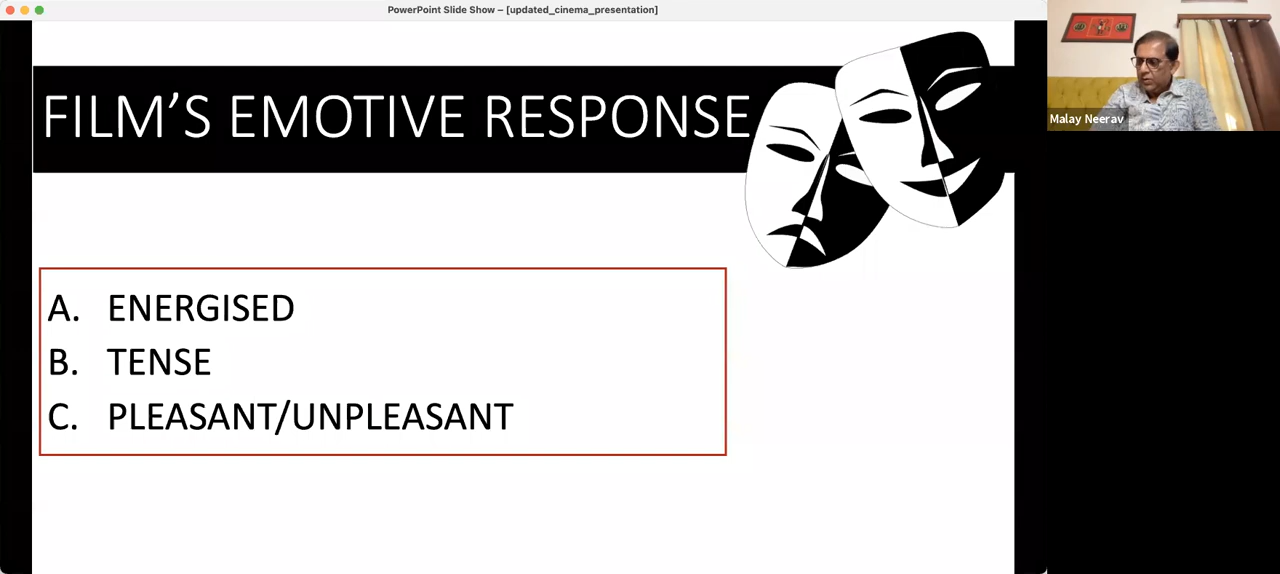 PowerPoint Slide Show – [updated_cinema_presentation]
FILM’S EMOTIVE RESPONSE
Malay Neerav
A. ENERGISED
B. TENSE
C. PLEASANT/UNPLEASANT